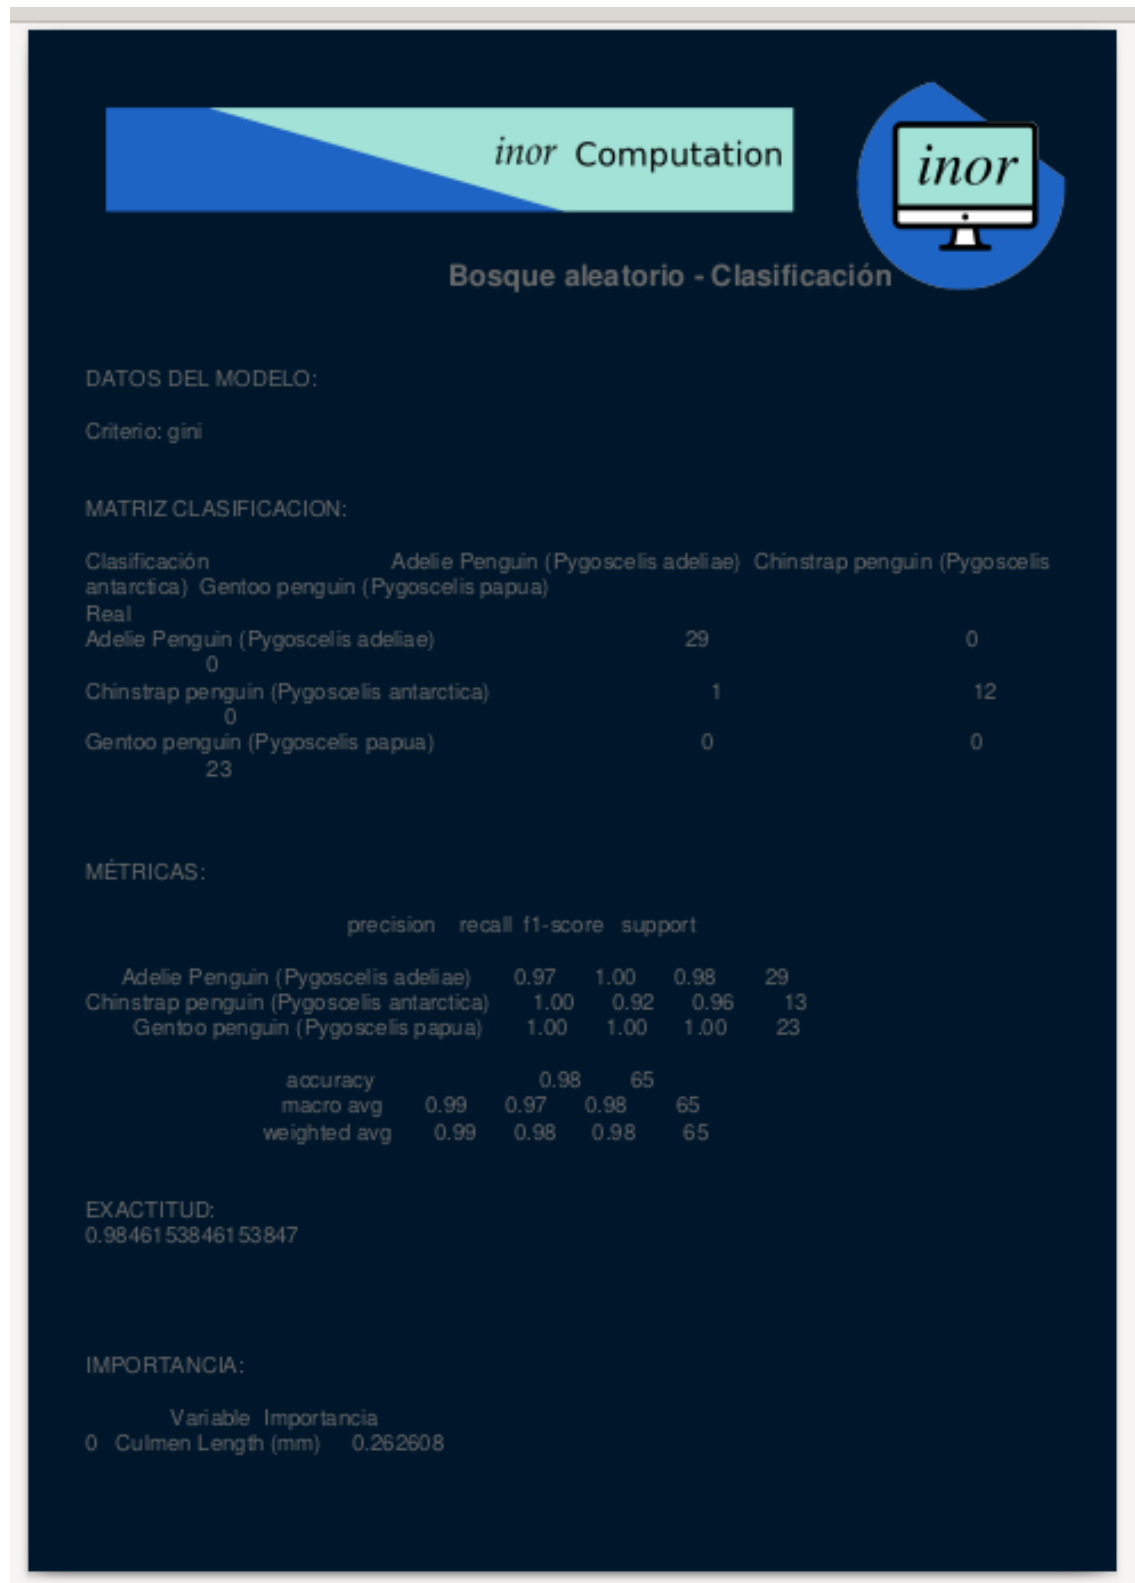 inor Computation
inor
Bosque aleatorio - Clasificación
DATOS DEL MODELO:
Criterio: gini
MATRIZ CLASIFICACION:
Clasificación Adelie Penguin (Pygoscelis adeliae) Chinstrap penguin (Pygoscelis
antarctica) Gentoo penguin (Pygoscelis papua)
Real
Adelie Penguin (Pygoscelis adeliae) 29 0
0
Chinstrap penguin (Pygoscelis antarctica) 1 12
0
Gentoo penguin (Pygoscelis papua) 0 0
23
MÉTRICAS:
precision recall f1-score support
Adelie Penguin (Pygoscelis adeliae) 0.97 1.00 0.98 29
Chinstrap penguin (Pygoscelis antarctica) 1.00 0.92 0.96 13
Gentoo penguin (Pygoscelis papua) 1.00 1.00 1.00 23
accuracy 0.98 65
macro avg 0.99 0.97 0.98 65
weighted avg 0.99 0.98 0.98 65
EXACTITUD:
0.9846153846153847
IMPORTANCIA:
Variable Importancia
0 Culmen Length (mm) 0.262608